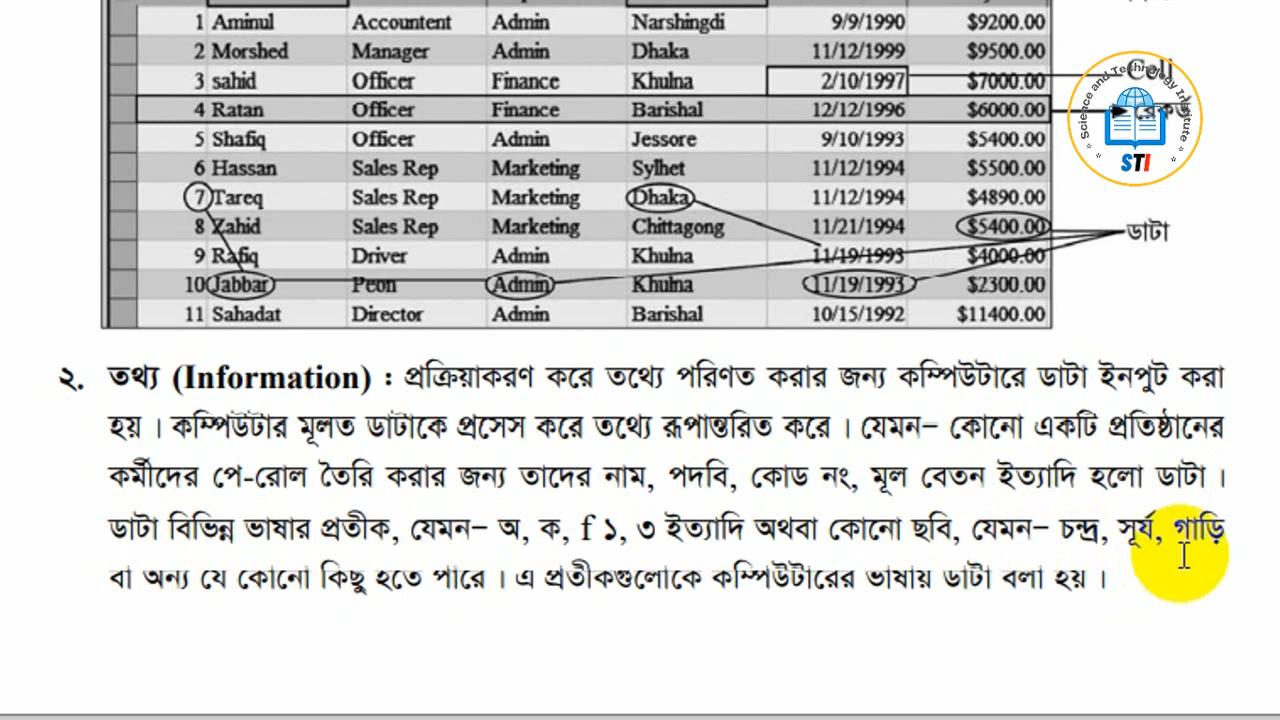 1 Aminul Accountent Admin Narshingdi 9/9/1990 $9200.00
2 Morshed Manager Admin Dhaka 11/12/1999 $9500.00
3 sahid Officer Finance Khulna 2/10/1997 $7000.00 Cell
4 Ratan Officer Finance Barishal 12/12/1996 $6000.00
5 Shafiq Officer Admin Jessore 9/10/1993 $5400.00
6 Hassan Sales Rep Marketing Sylhet 11/12/1994 $5500.00
7 Tareq Sales Rep Marketing Dhaka 11/12/1994 $4890.00
8 Zahid Sales Rep Marketing Chittagong 11/21/1994 $5400.00
9 Rafiq Driver Admin Khulna 11/19/1993 $4000.00
10 Jabbar Peon Admin Khulna 11/19/1993 $2300.00
11 Sahadat Director Admin Barishal 10/15/1992 $11400.00
ডাটা
Science and Technology Institute
STI
২. তথ্য (Information) : প্রক্রিয়াকরণ করে তথ্যে পরিণত করার জন্য কম্পিউটারে ডাটা ইনপুট করা
হয়। কম্পিউটার মূলত ডাটাকে প্রসেস করে তথ্যে রূপান্তরিত করে। যেমন– কোনো একটি প্রতিষ্ঠানের
কর্মীদের পে-রোল তৈরি করার জন্য তাদের নাম, পদবি, কোড নং, মূল বেতন ইত্যাদি হলো ডাটা।
ডাটা বিভিন্ন ভাষার প্রতীক, যেমন– অ, ক, f ১, ৩ ইত্যাদি অথবা কোনো ছবি, যেমন– চন্দ্র, সূর্য, গাড়ি
বা অন্য যে কোনো কিছু হতে পারে। এ প্রতীকগুলোকে কম্পিউটারের ভাষায় ডাটা বলা হয়।